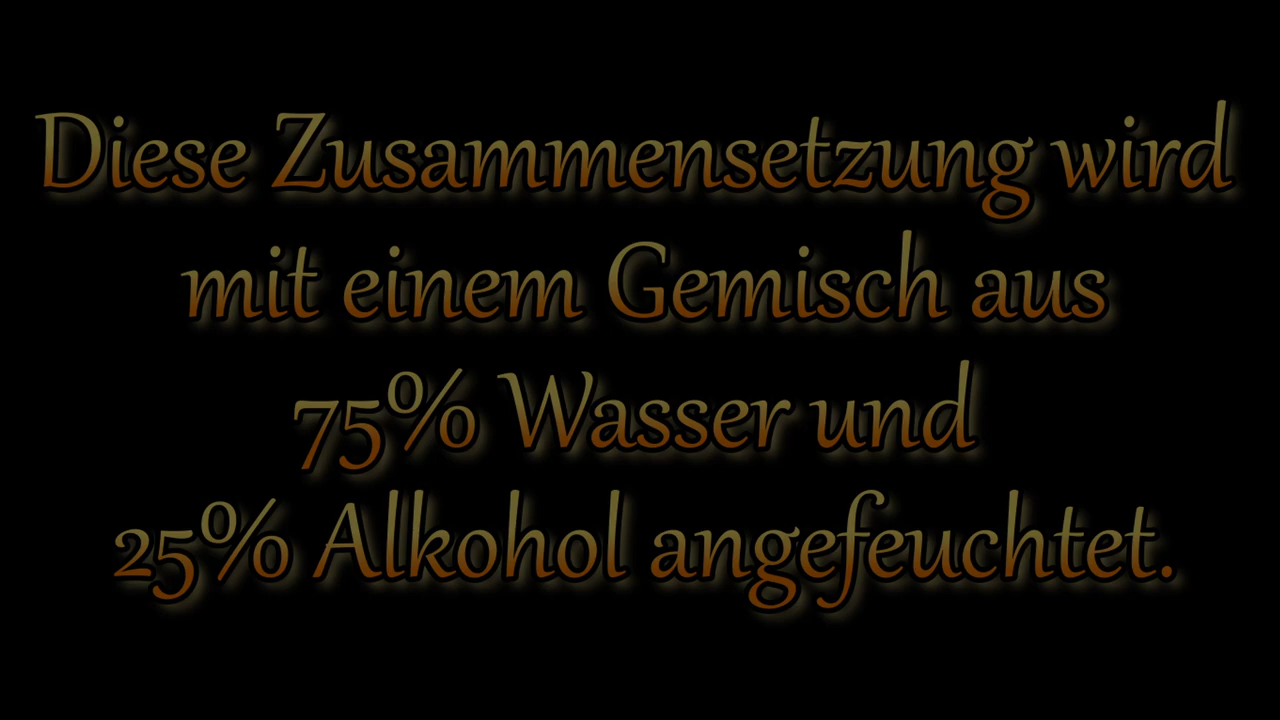 Diese Zusammensetzung wird
mit einem Gemisch aus
75% Wasser und
25% Alkohol angefeuchtet.